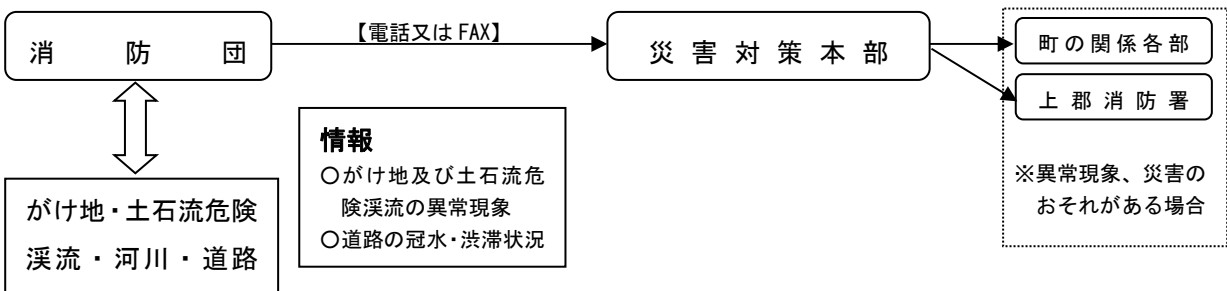 消防団
【電話又は FAX】
災害対策本部
町の関係各部
上郡消防署
※異常現象、災害の
おそれがある場合
情報
○がけ地及び土石流危
険渓流の異常現象
○道路の冠水・渋滞状況
がけ地・土石流危険
渓流・河川・道路